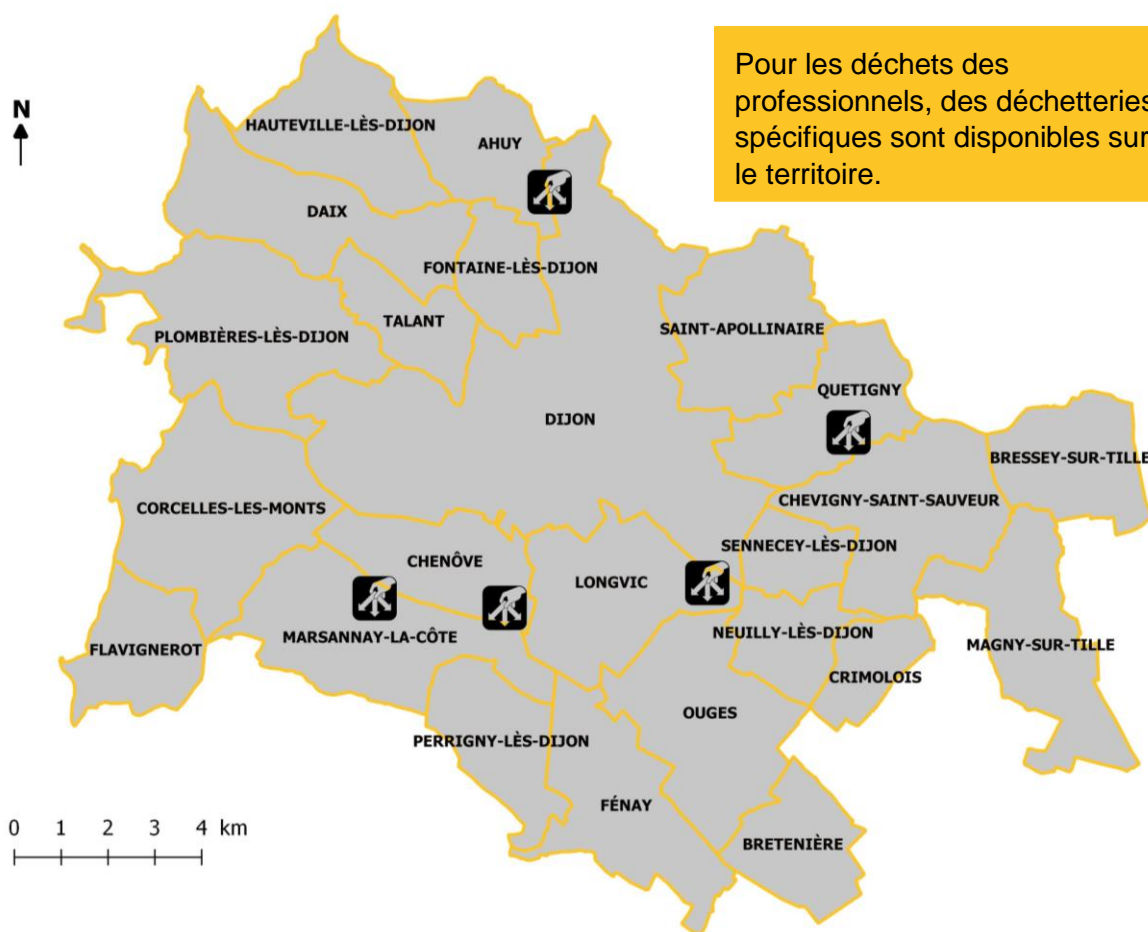 Pour les déchets des
professionnels, des déchetteries
spécifiques sont disponibles sur
le territoire.
N
HAUTEVILLE-LÈS-DIJON
AHUY
DAIX
FONTAINE-LÈS-DIJON
TALANT
PLOMBIÈRES-LÈS-DIJON
SAINT-APOLLINAIRE
QUETIGNY
DIJON
BRESSEY-SUR-TILLE
CHEVIGNY-SAINT-SAUVEUR
CORCELLES-LES-MONTS
SENNECEY-LÈS-DIJON
CHENÔVE
LONGVIC
NEUILLY-LÈS-DIJON
MARSANNAY-LA-CÔTE
FLAVIGNEROT
MAGNY-SUR-TILLE
CRIMOLOIS
OUGES
PERRIGNY-LÈS-DIJON
FÉNAY
BRETENIÈRE
0 1 2 3 4 km